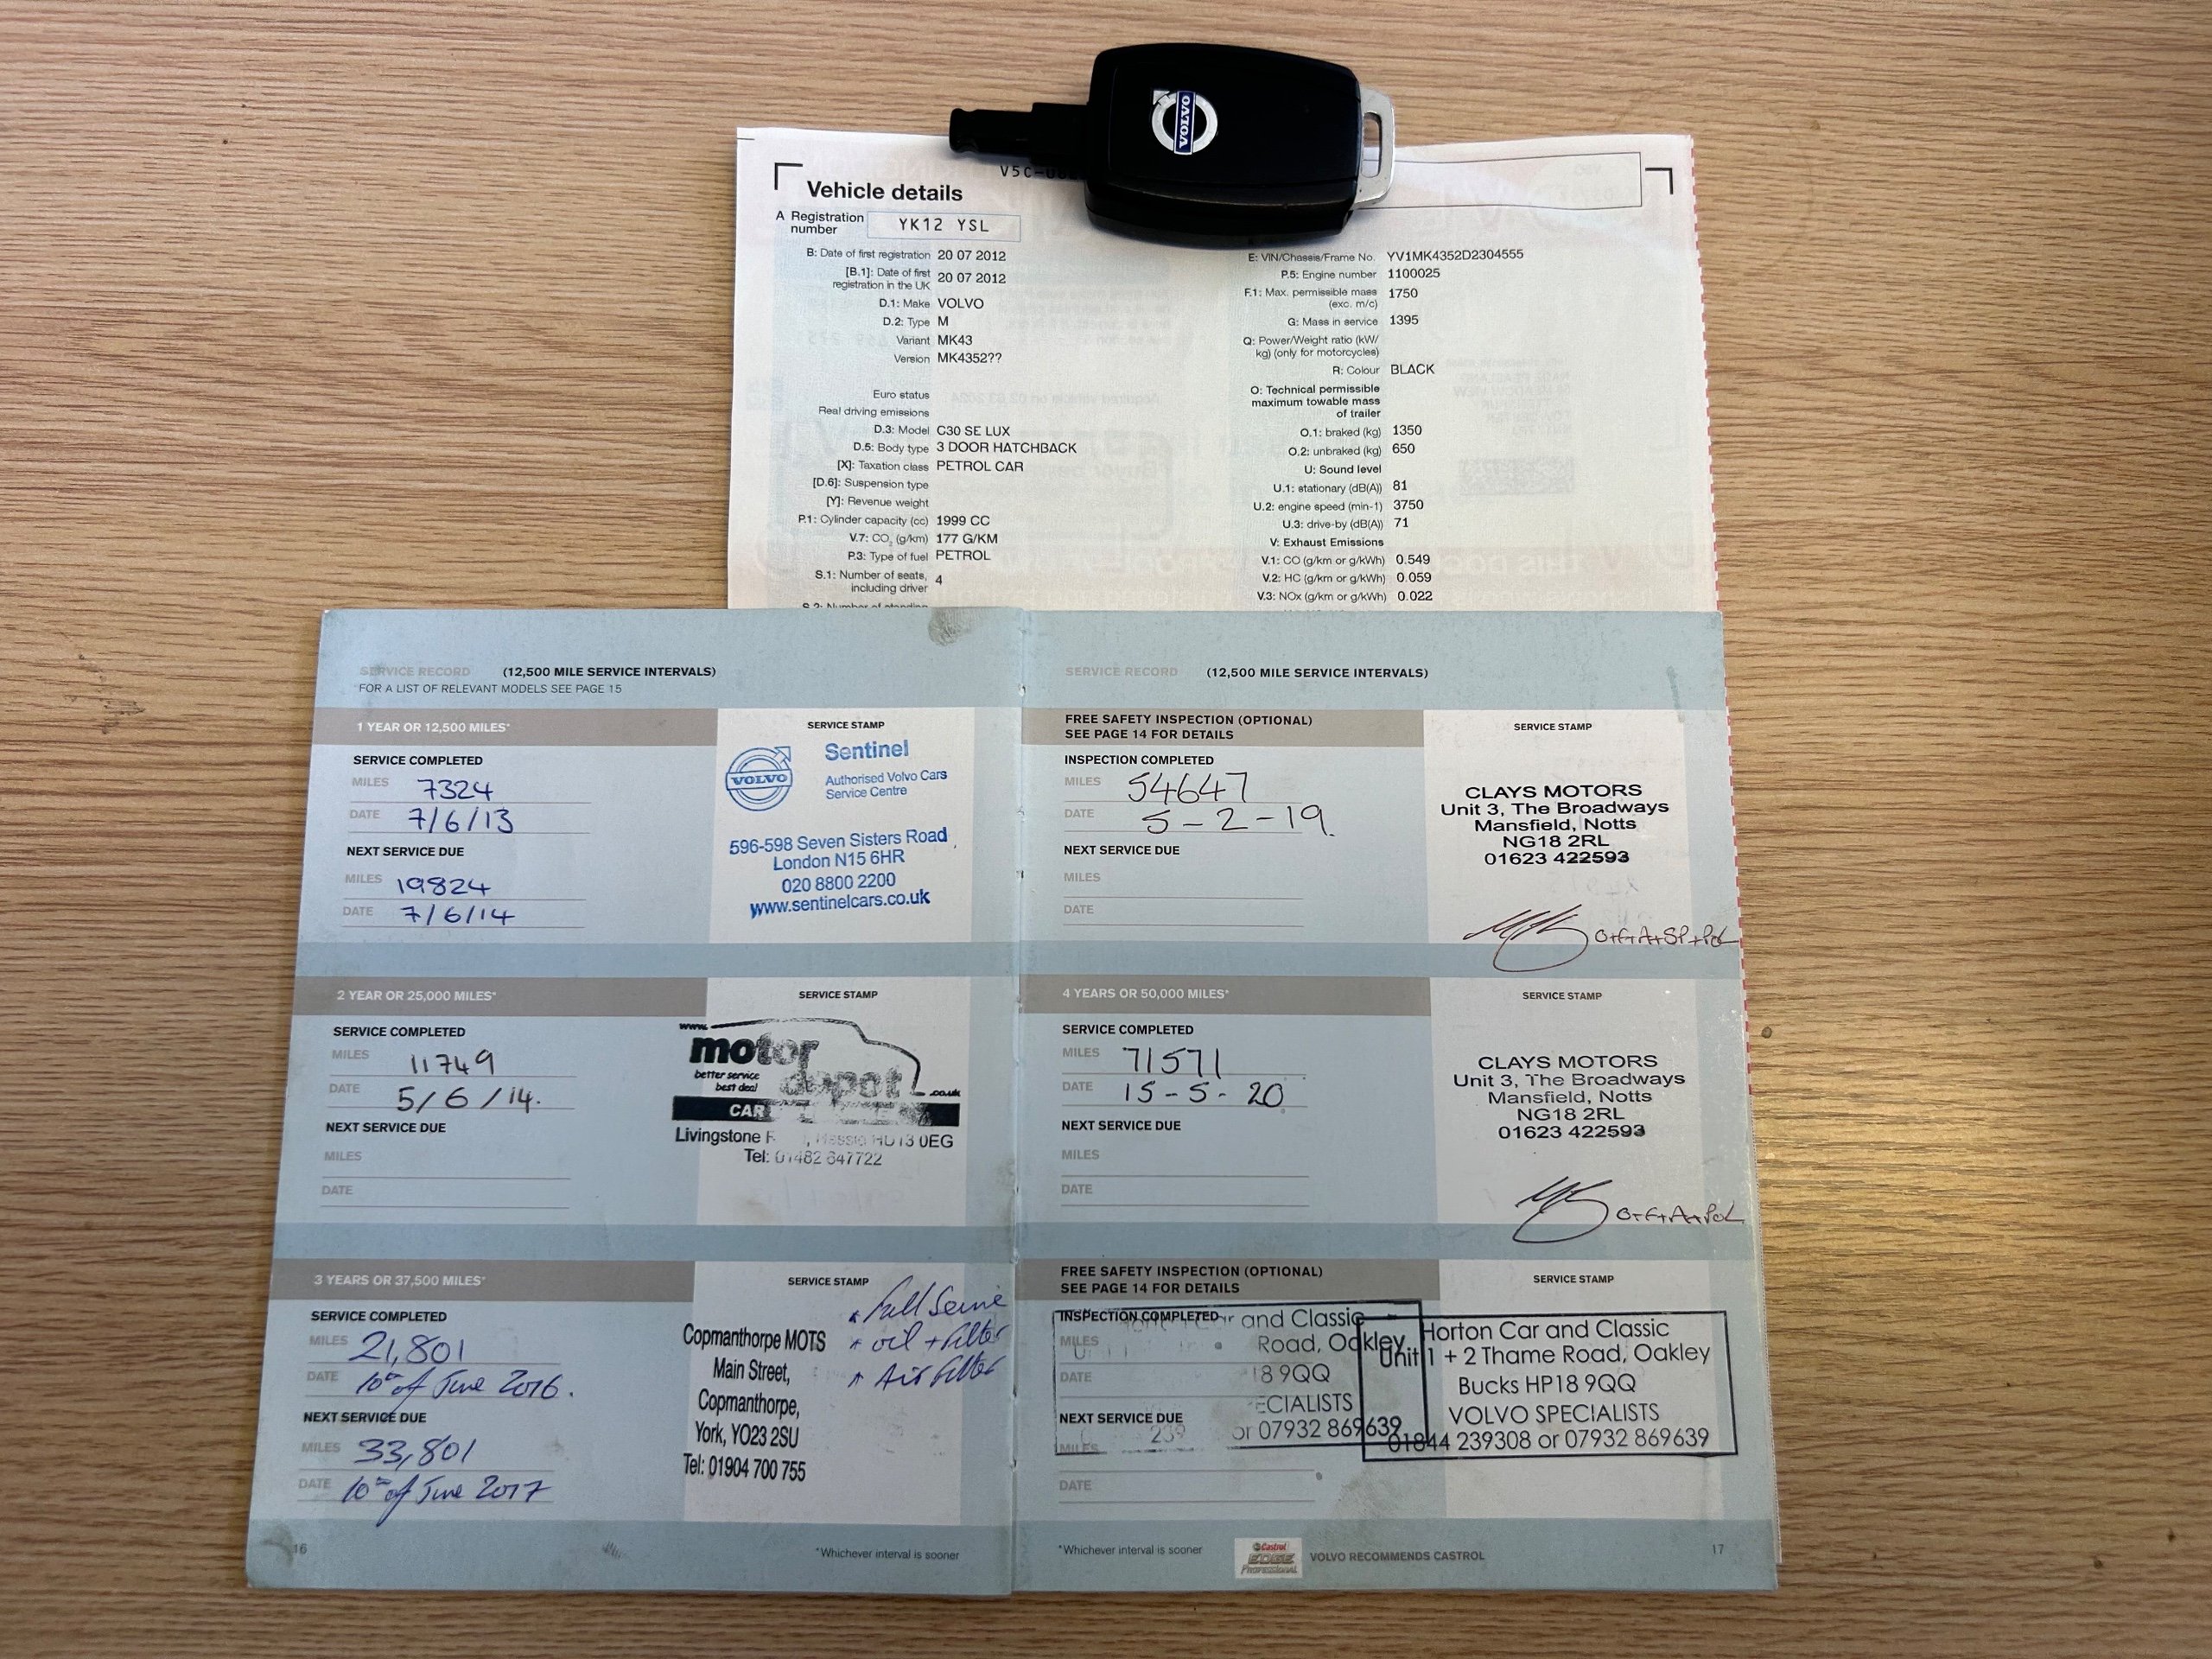 VOLVO
Vehicle details
A Registration number YK12 YSL
B: Date of first registration 20 07 2012
[B.1]: Date of first registration in the UK 20 07 2012
D.1: Make VOLVO
D.2: Type M
Variant MK43
Version MK4352??
Euro status
Real driving emissions
D.3: Model C30 SE LUX
D.5: Body type 3 DOOR HATCHBACK
[X]: Taxation class PETROL CAR
[D.6]: Suspension type
[Y]: Revenue weight
P.1: Cylinder capacity (cc) 1999 CC
V.7: CO2 (g/km) 177 G/KM
P.3: Type of fuel PETROL
S.1: Number of seats, including driver 4
E: VIN/Chassis/Frame No. YV1MK4352D2304555
P.5: Engine number 1100025
F.1: Max. permissible mass (exc. m/c) 1750
G: Mass in service 1395
Q: Power/Weight ratio (kW/kg) (only for motorcycles)
R: Colour BLACK
O: Technical permissible maximum towable mass of trailer
O.1: braked (kg) 1350
O.2: unbraked (kg) 650
U: Sound level
U.1: stationary (dB(A)) 81
U.2: engine speed (min-1) 3750
U.3: drive-by (dB(A)) 71
V: Exhaust Emissions
V.1: CO (g/km or g/kWh) 0.549
V.2: HC (g/km or g/kWh) 0.059
V.3: NOx (g/km or g/kWh) 0.022
SERVICE RECORD (12,500 MILE SERVICE INTERVALS)
FOR A LIST OF RELEVANT MODELS SEE PAGE 15
1 YEAR OR 12,500 MILES*
SERVICE COMPLETED
MILES 7324
DATE 7/6/13
NEXT SERVICE DUE
MILES 19824
DATE 7/6/14
SERVICE STAMP
VOLVO
Sentinel
Authorised Volvo Cars
Service Centre
596-598 Seven Sisters Road,
London N15 6HR
020 8800 2200
www.sentinelcars.co.uk
2 YEAR OR 25,000 MILES*
SERVICE COMPLETED
MILES 11749
DATE 5/6/14.
NEXT SERVICE DUE
MILES
DATE
SERVICE STAMP
www.
motor
depot
better service
best deal
.co.uk
CAR
Livingstone
HU13 0EG
Tel: 01482 647722
3 YEARS OR 37,500 MILES*
SERVICE COMPLETED
MILES 21,801
DATE 10th of June 2016.
NEXT SERVICE DUE
MILES 33,801
DATE 10th of June 2017
SERVICE STAMP
oil + filter
Air filter
Copmanthorpe MOTS
Main Street,
Copmanthorpe,
York, YO23 2SU
Tel: 01904 700 755
16
*Whichever interval is sooner
SERVICE RECORD (12,500 MILE SERVICE INTERVALS)
FREE SAFETY INSPECTION (OPTIONAL)
SEE PAGE 14 FOR DETAILS
INSPECTION COMPLETED
MILES 54647
DATE 5-2-19.
NEXT SERVICE DUE
MILES
DATE
SERVICE STAMP
CLAYS MOTORS
Unit 3, The Broadways
Mansfield, Notts
NG18 2RL
01623 422593
4 YEARS OR 50,000 MILES*
SERVICE COMPLETED
MILES 71571
DATE 15-5-20
NEXT SERVICE DUE
MILES
DATE
SERVICE STAMP
CLAYS MOTORS
Unit 3, The Broadways
Mansfield, Notts
NG18 2RL
01623 422593
FREE SAFETY INSPECTION (OPTIONAL)
SEE PAGE 14 FOR DETAILS
INSPECTION COMPLETED
MILES
DATE
NEXT SERVICE DUE
MILES
DATE
and Classic
Road, Oakley
18 9QQ
or 07932 869639
SERVICE STAMP
Horton Car and Classic
Unit 1 + 2 Thame Road, Oakley
Bucks HP18 9QQ
VOLVO SPECIALISTS
01844 239308 or 07932 869639
*Whichever interval is sooner
Castrol
EDGE
Professional
VOLVO RECOMMENDS CASTROL
17